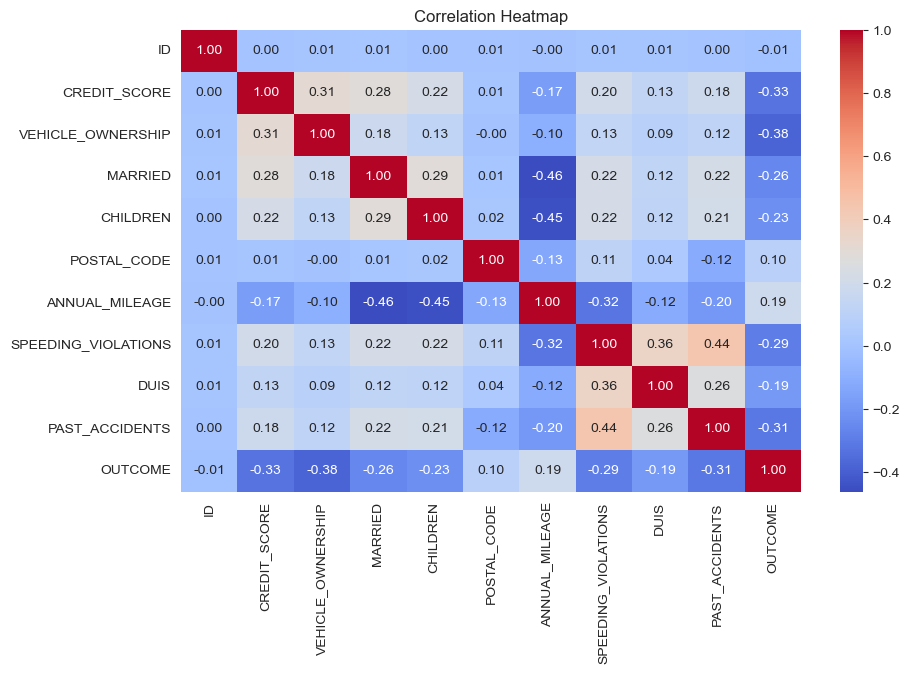 Correlation Heatmap
ID 1.00 0.00 0.01 0.01 0.00 0.01 -0.00 0.01 0.01 0.00 -0.01
CREDIT_SCORE 0.00 1.00 0.31 0.28 0.22 0.01 -0.17 0.20 0.13 0.18 -0.33
VEHICLE_OWNERSHIP 0.01 0.31 1.00 0.18 0.13 -0.00 -0.10 0.13 0.09 0.12 -0.38
MARRIED 0.01 0.28 0.18 1.00 0.29 0.01 -0.46 0.22 0.12 0.22 -0.26
CHILDREN 0.00 0.22 0.13 0.29 1.00 0.02 -0.45 0.22 0.12 0.21 -0.23
POSTAL_CODE 0.01 0.01 -0.00 0.01 0.02 1.00 -0.13 0.11 0.04 -0.12 0.10
ANNUAL_MILEAGE -0.00 -0.17 -0.10 -0.46 -0.45 -0.13 1.00 -0.32 -0.12 -0.20 0.19
SPEEDING_VIOLATIONS 0.01 0.20 0.13 0.22 0.22 0.11 -0.32 1.00 0.36 0.44 -0.29
DUIS 0.01 0.13 0.09 0.12 0.12 0.04 -0.12 0.36 1.00 0.26 -0.19
PAST_ACCIDENTS 0.00 0.18 0.12 0.22 0.21 -0.12 -0.20 0.44 0.26 1.00 -0.31
OUTCOME -0.01 -0.33 -0.38 -0.26 -0.23 0.10 0.19 -0.29 -0.19 -0.31 1.00
ID
CREDIT_SCORE
VEHICLE_OWNERSHIP
MARRIED
CHILDREN
POSTAL_CODE
ANNUAL_MILEAGE
SPEEDING_VIOLATIONS
DUIS
PAST_ACCIDENTS
OUTCOME
1.0
0.8
0.6
0.4
0.2
0.0
−0.2
−0.4